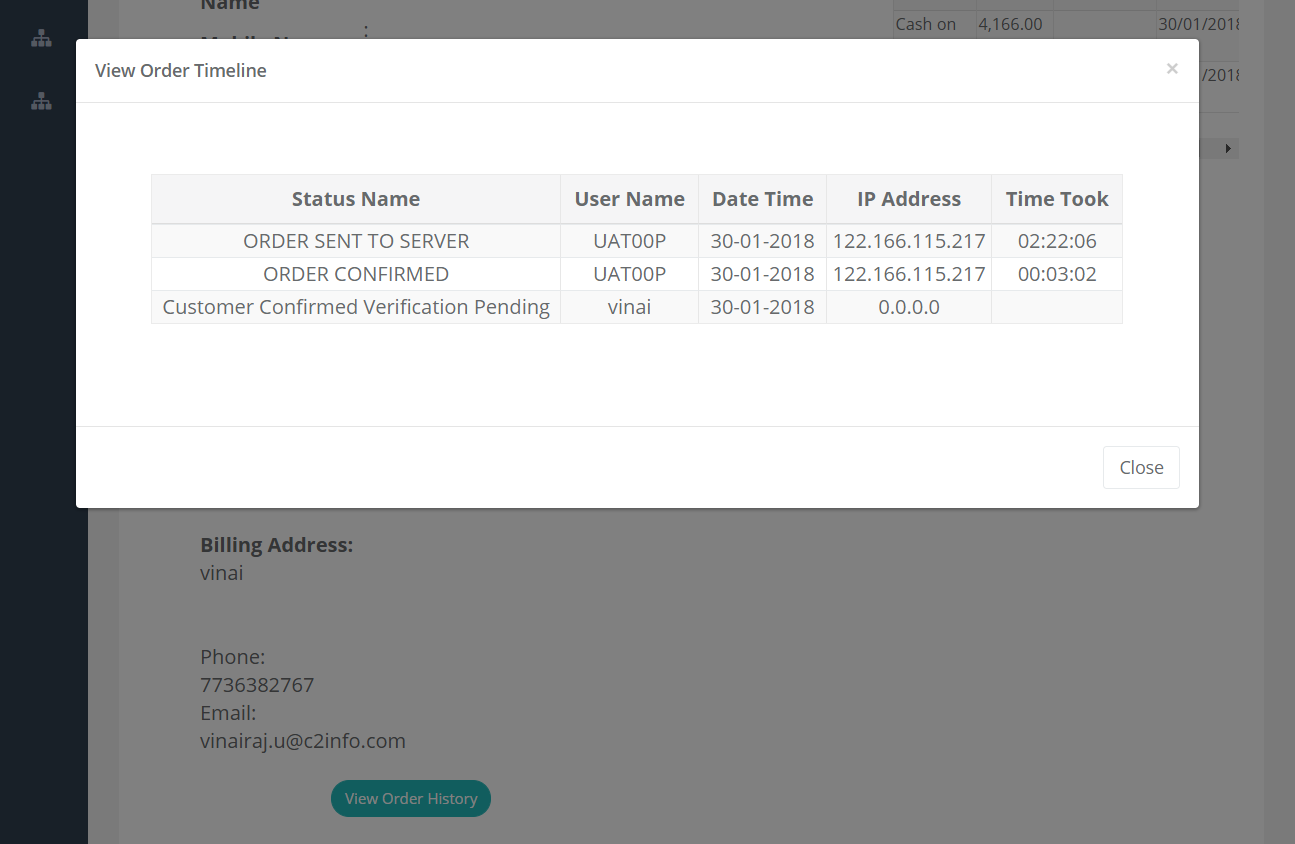 Name
Cash on 4,166.00 30/01/2018
View Order Timeline ×
/2018
Status Name User Name Date Time IP Address Time Took
ORDER SENT TO SERVER UAT00P 30-01-2018 122.166.115.217 02:22:06
ORDER CONFIRMED UAT00P 30-01-2018 122.166.115.217 00:03:02
Customer Confirmed Verification Pending vinai 30-01-2018 0.0.0.0
Close
Billing Address:
vinai
Phone:
7736382767
Email:
vinairaj.u@c2info.com
View Order History